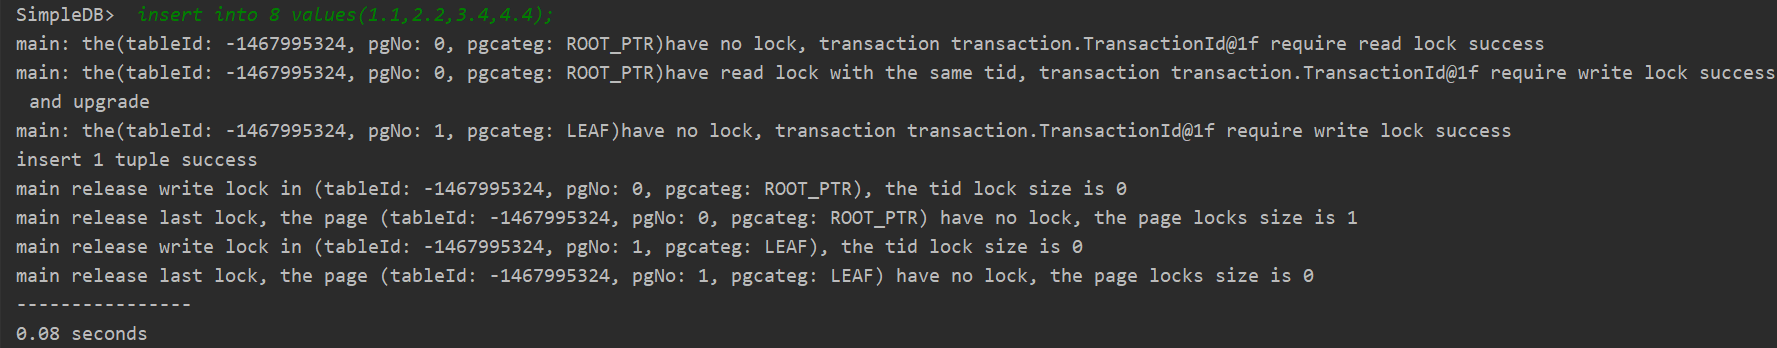 SimpleDB>  insert into 8 values(1.1,2.2,3.4,4.4);
main: the(tableId: -1467995324, pgNo: 0, pgcateg: ROOT_PTR)have no lock, transaction transaction.TransactionId@1f require read lock success
main: the(tableId: -1467995324, pgNo: 0, pgcateg: ROOT_PTR)have read lock with the same tid, transaction transaction.TransactionId@1f require write lock success
 and upgrade
main: the(tableId: -1467995324, pgNo: 1, pgcateg: LEAF)have no lock, transaction transaction.TransactionId@1f require write lock success
insert 1 tuple success
main release write lock in (tableId: -1467995324, pgNo: 0, pgcateg: ROOT_PTR), the tid lock size is 0
main release last lock, the page (tableId: -1467995324, pgNo: 0, pgcateg: ROOT_PTR) have no lock, the page locks size is 1
main release write lock in (tableId: -1467995324, pgNo: 1, pgcateg: LEAF), the tid lock size is 0
main release last lock, the page (tableId: -1467995324, pgNo: 1, pgcateg: LEAF) have no lock, the page locks size is 0
----------------
0.08 seconds